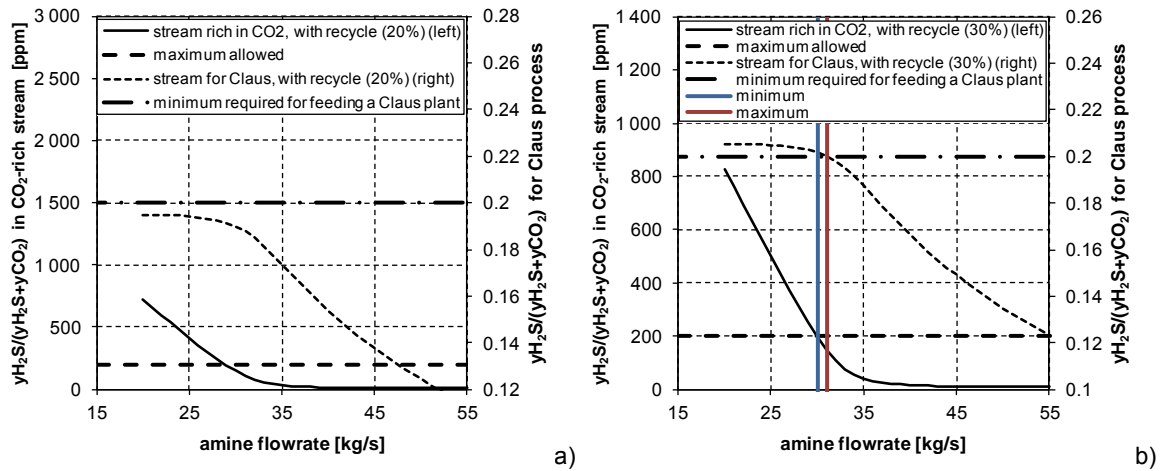 yH₂S/(yH₂S+yCO₂) in CO₂-rich stream [ppm]
3 000
2 500
2 000
1 500
1 000
500
0
stream rich in CO2, with recycle (20%) (left)
maximum allowed
stream for Claus, with recycle (20%) (right)
minimum required for feeding a Claus plant
0.28
0.26
0.24
0.22
0.2
0.18
0.16
0.14
0.12
yH₂S/(yH₂S+yCO₂) for Claus process
15 25 35 45 55
amine flowrate [kg/s]
a)
yH₂S/(yH₂S+yCO₂) in CO₂-rich stream [ppm]
1400
1200
1 000
800
600
400
200
0
stream rich in CO2, with recycle (30%) (left)
maximum allowed
stream for Claus, with recycle (30%) (right)
minimum required for feeding a Claus plant
minimum
maximum
0.26
0.24
0.22
0.2
0.18
0.16
0.14
0.12
0.1
yH₂S/(yH₂S+yCO₂) for Claus process
15 25 35 45 55
amine flowrate [kg/s]
b)